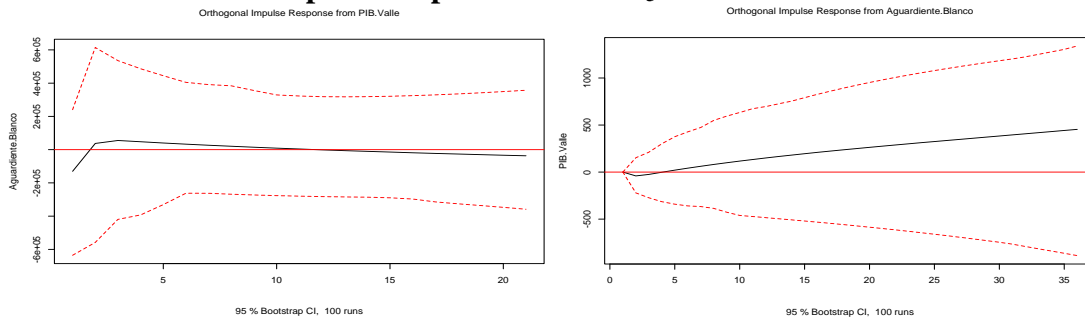 Orthogonal Impulse Response from PIB.Valle
Aguardiente.Blanco
6e+05
4e+05
2e+05
0
-2e+05
-6e+05
5
10
15
20
95 % Bootstrap CI, 100 runs
Orthogonal Impulse Response from Aguardiente.Blanco
PIB.Valle
1000
500
0
-500
0
5
10
15
20
25
30
35
95 % Bootstrap CI, 100 runs